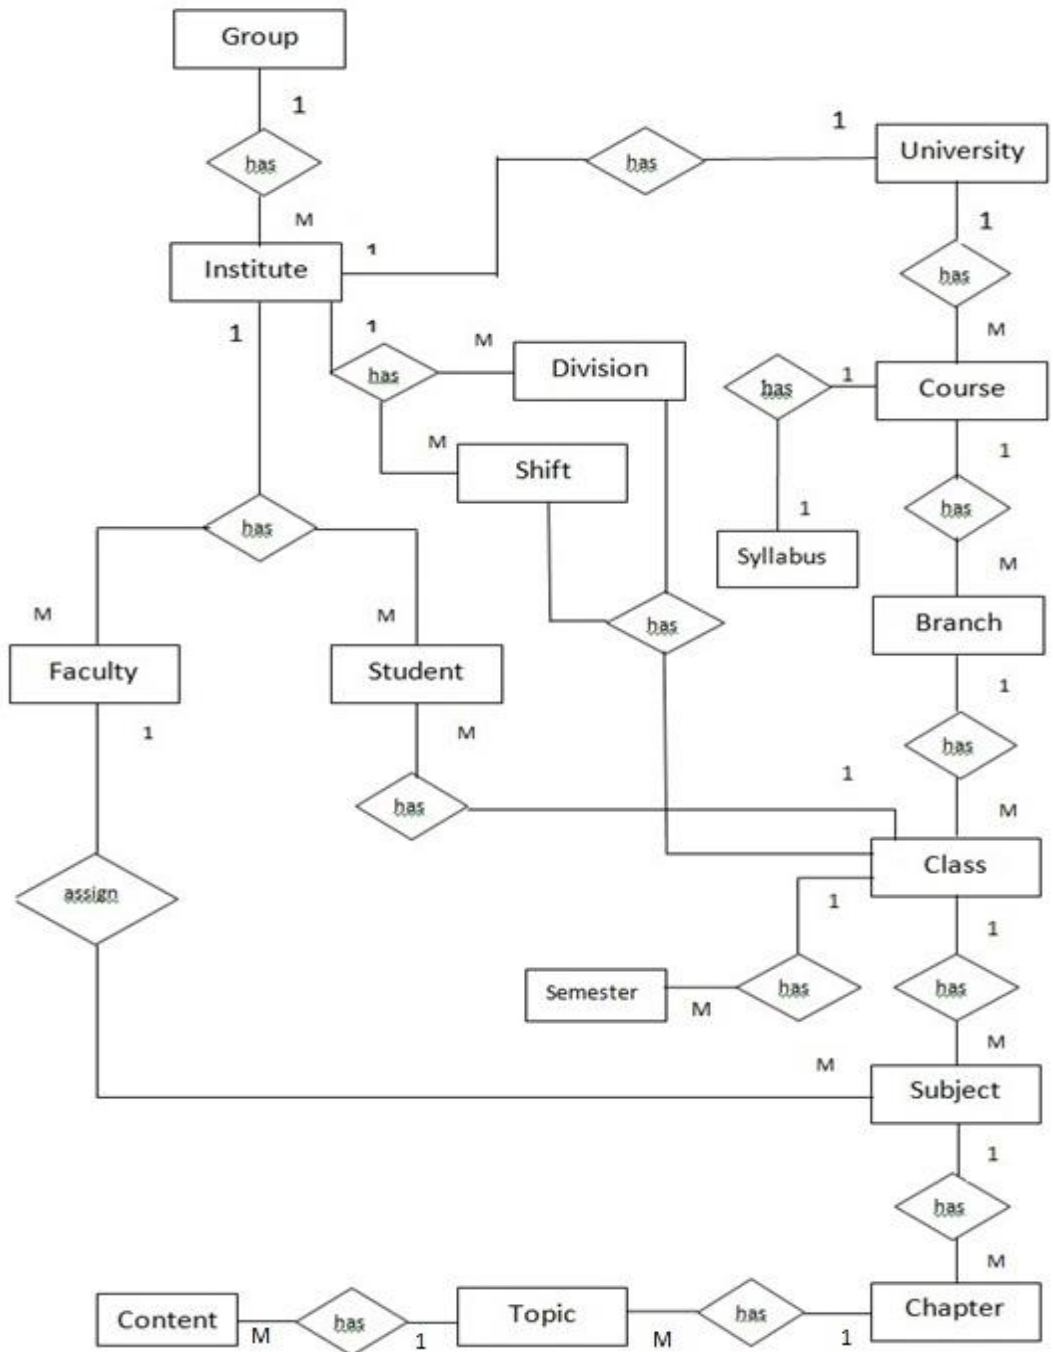 Group
1
1
has
has
University
M
1
Institute
1
has
1
1
M
M
has
Division
has
1
Course
M
Shift
1
has
1
has
M
Syllabus
has
Branch
M
M
Faculty
Student
1
1
M
has
1
has
M
Class
assign
1
1
Semester
has
has
M
M
M
Subject
1
has
M
Content
has
Topic
has
Chapter
M
1
M
1